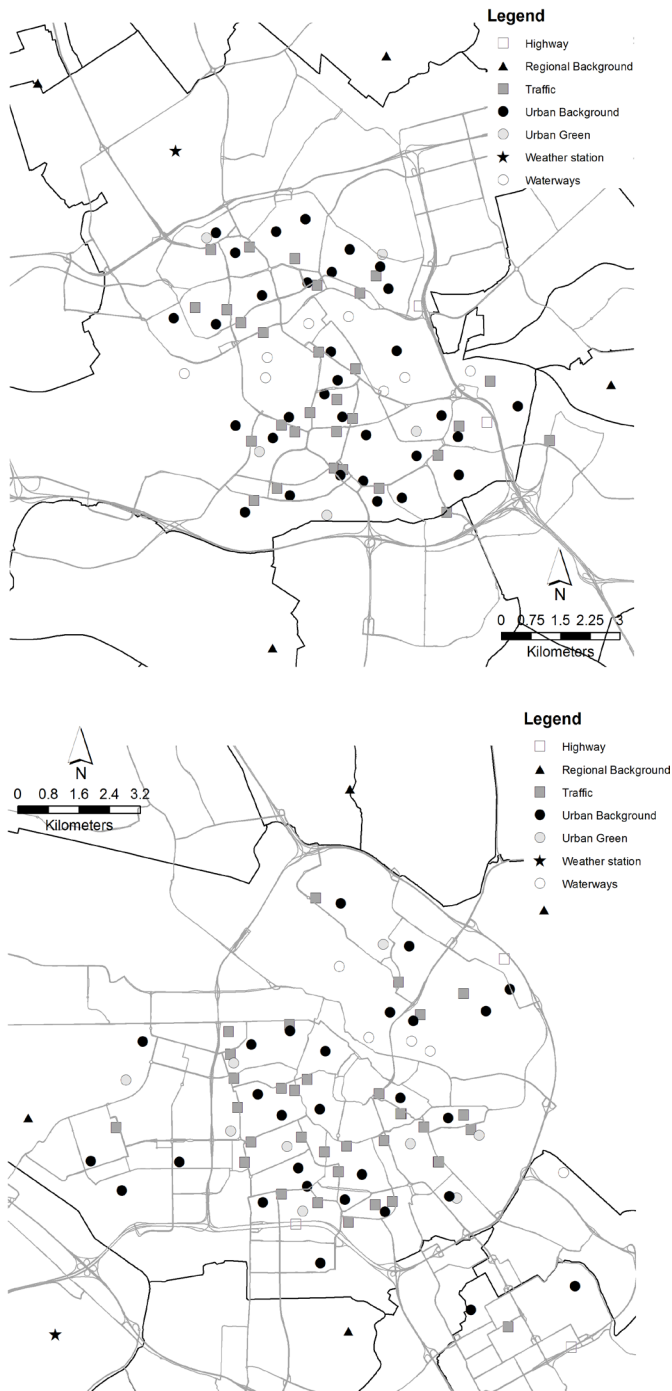 Legend
Highway
Regional Background
Traffic
Urban Background
Urban Green
Weather station
Waterways
N
0 0.75 1.5 2.25 3
Kilometers
Legend
Highway
Regional Background
Traffic
Urban Background
Urban Green
Weather station
Waterways
N
0 0.8 1.6 2.4 3.2
Kilometers